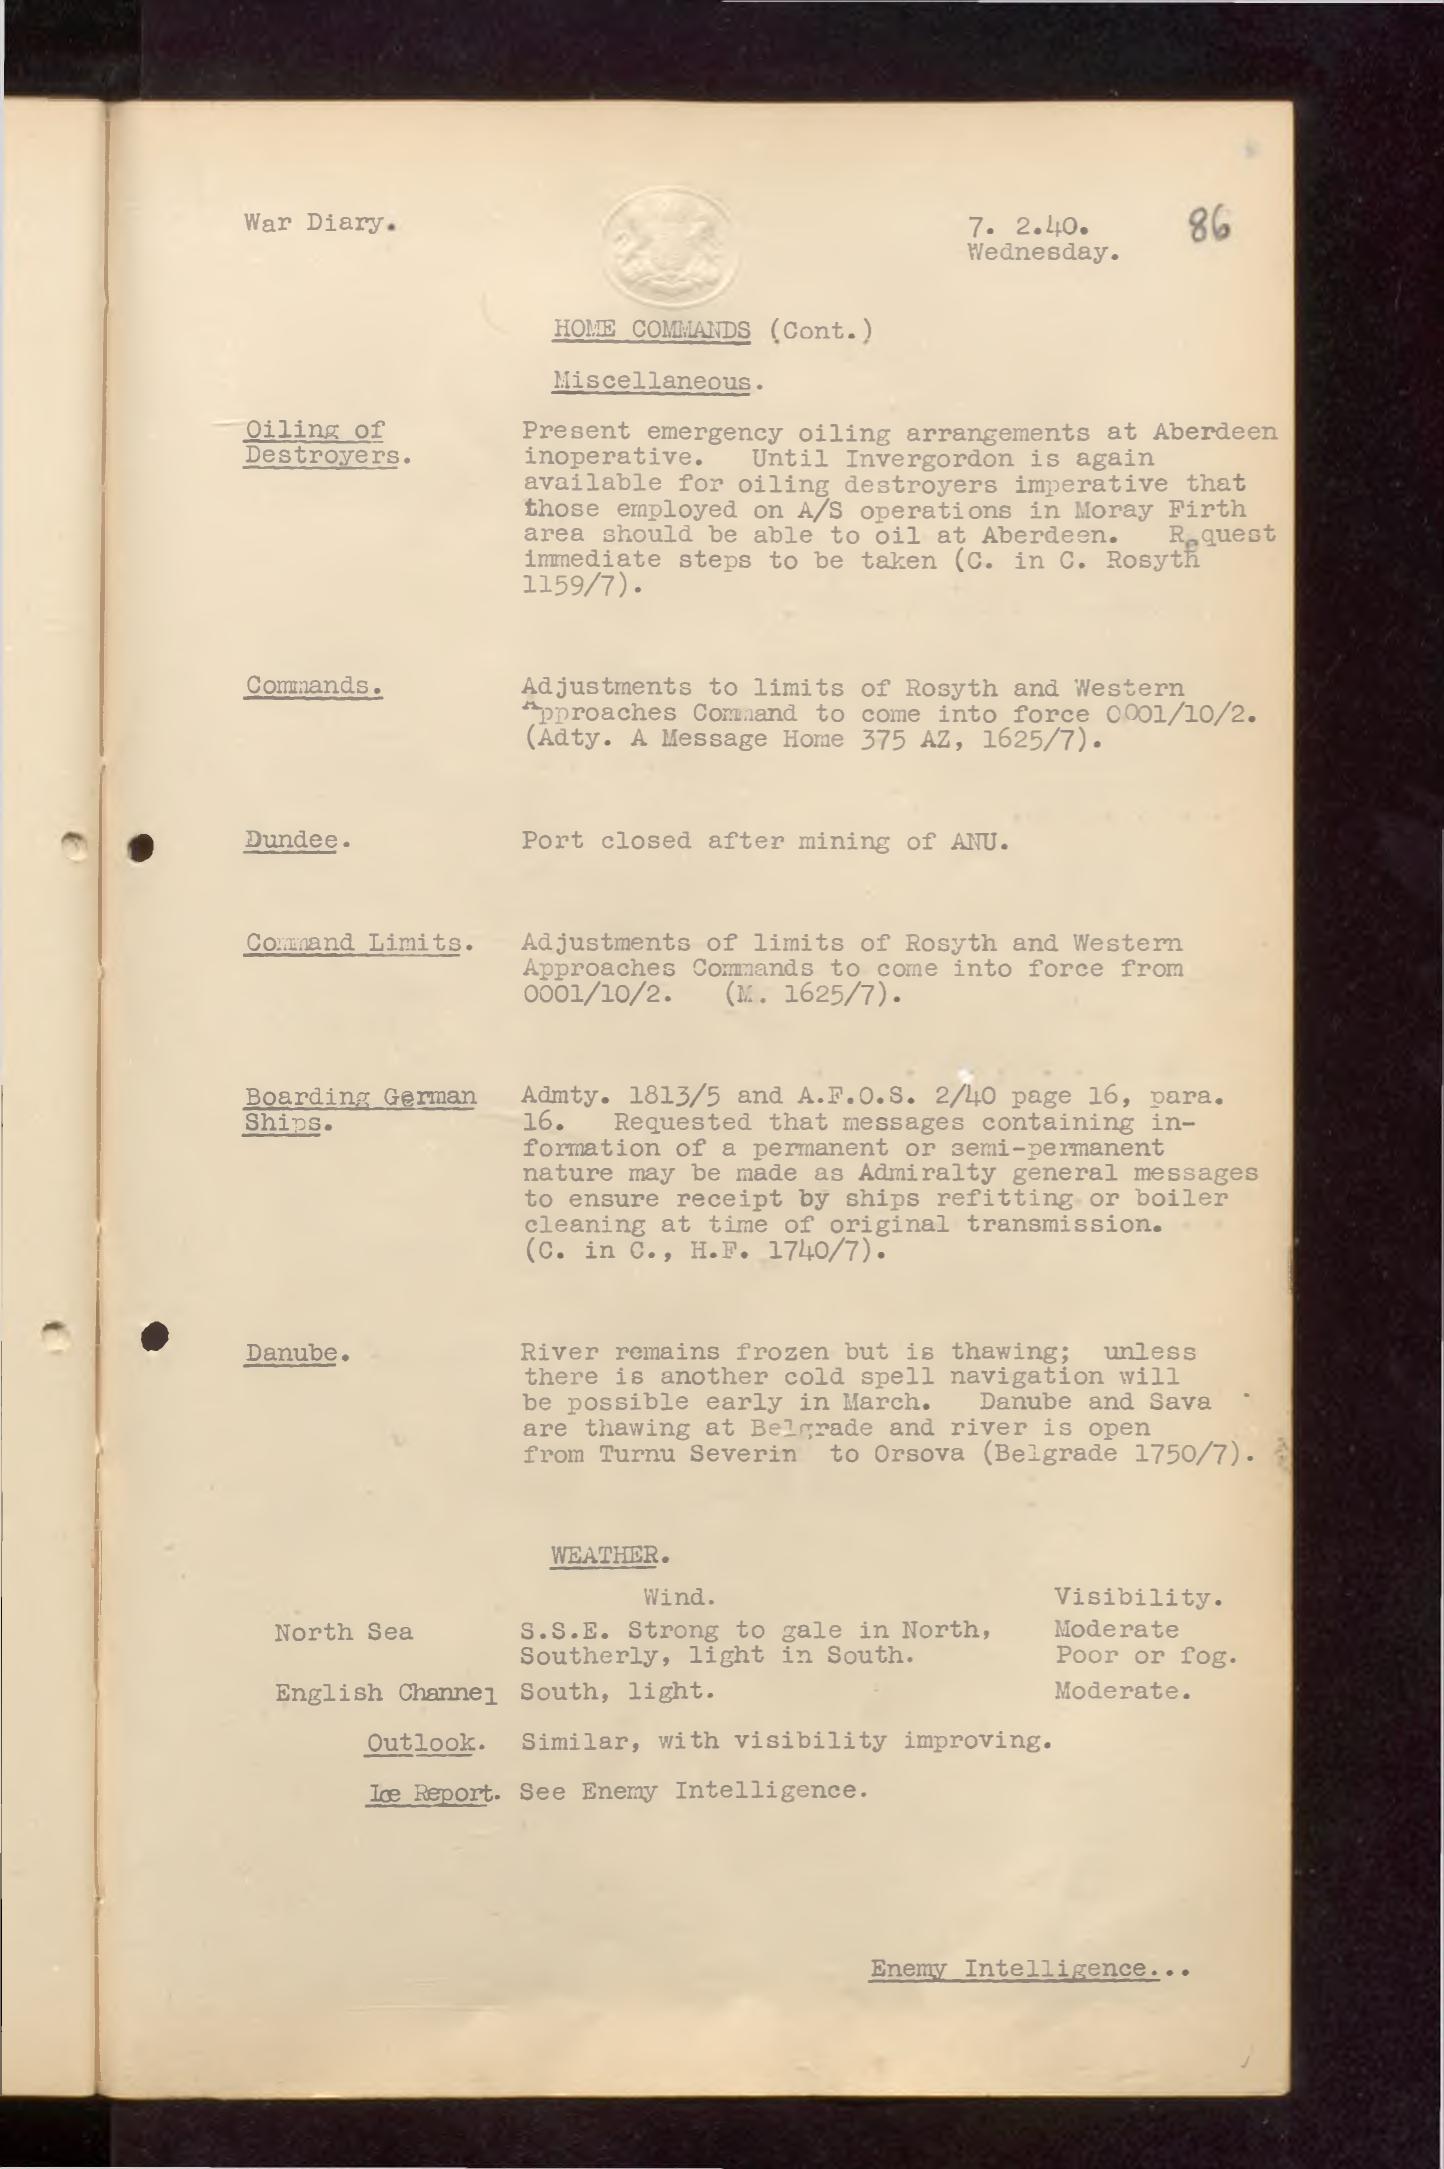 War Diary.
7. 2.40.
86
Wednesday.
HOME COMMANDS (Cont.)
Miscellaneous.
Oiling of
Destroyers.
Present emergency oiling arrangements at Aberdeen
inoperative. Until Invergordon is again
available for oiling destroyers imperative that
those employed on A/S operations in Moray Firth
area should be able to oil at Aberdeen. Request
immediate steps to be taken (C. in C. Rosyth
1159/7).
Commands.
Adjustments to limits of Rosyth and Western
Approaches Command to come into force 0001/10/2.
(Adty. A Message Home 375 AZ, 1625/7).
Dundee.
Port closed after mining of ANU.
Command Limits.
Adjustments of limits of Rosyth and Western
Approaches Commands to come into force from
0001/10/2. (M. 1625/7).
Boarding German
Ships.
Admty. 1813/5 and A.F.O.S. 2/40 page 16, para.
16. Requested that messages containing in-
formation of a permanent or semi-permanent
nature may be made as Admiralty general messages
to ensure receipt by ships refitting or boiler
cleaning at time of original transmission.
(C. in C., H.F. 1740/7).
Danube.
River remains frozen but is thawing; unless
there is another cold spell navigation will
be possible early in March. Danube and Sava
are thawing at Belgrade and river is open
from Turnu Severin to Orsova (Belgrade 1750/7).
WEATHER.
Wind. Visibility.
North Sea S.S.E. Strong to gale in North, Moderate
Southerly, light in South. Poor or fog.
English Channel South, light. Moderate.
Outlook. Similar, with visibility improving.
Ice Report. See Enemy Intelligence.
Enemy Intelligence...